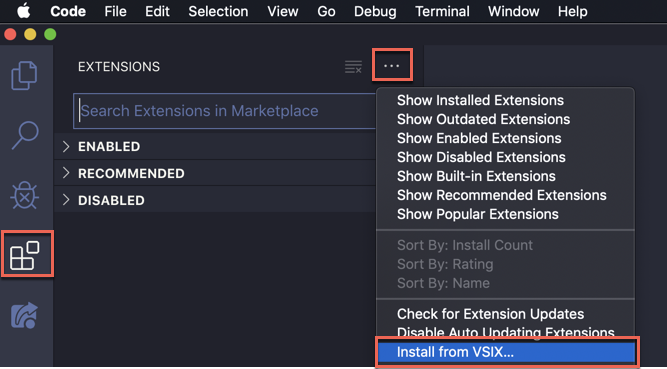 Code File Edit Selection View Go Debug Terminal Window Help
EXTENSIONS
Search Extensions in Marketplace
ENABLED
RECOMMENDED
DISABLED
Show Installed Extensions
Show Outdated Extensions
Show Enabled Extensions
Show Disabled Extensions
Show Built-in Extensions
Show Recommended Extensions
Show Popular Extensions
Sort By: Install Count
Sort By: Rating
Sort By: Name
Check for Extension Updates
Disable Auto Updating Extensions
Install from VSIX...